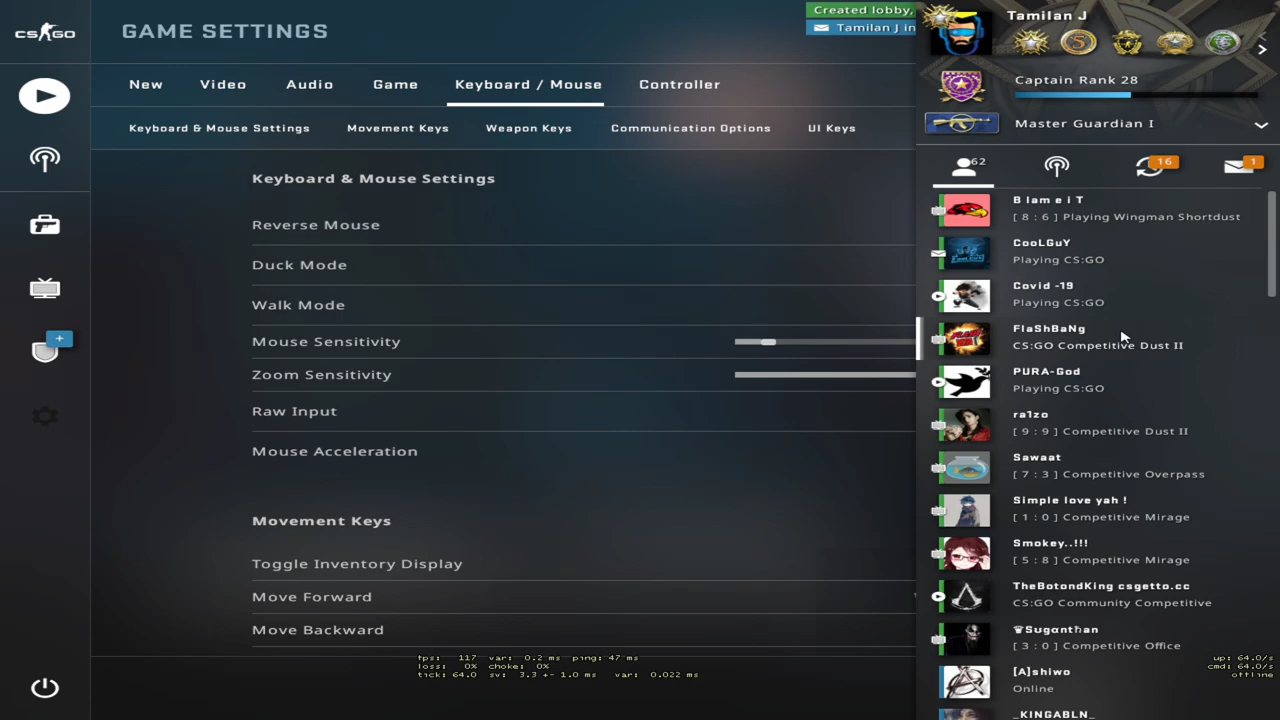 CS GO
GAME SETTINGS
Created lobby,
Tamilan J in
New Video Audio Game Keyboard / Mouse Controller
Keyboard & Mouse Settings Movement Keys Weapon Keys Communication Options UI Keys
Keyboard & Mouse Settings
Reverse Mouse
Duck Mode
Walk Mode
Mouse Sensitivity
Zoom Sensitivity
Raw Input
Mouse Acceleration
Movement Keys
Toggle Inventory Display
Move Forward
Move Backward
fps: 117 var: 0.2 ms ping: 47 ms
loss: 0% choke: 0%
tick: 64.0 sv: 3.3 +- 1.0 ms var: 0.022 ms
+
Tamilan J
5
Captain Rank 28
Master Guardian I
62
16
1
B lam e i T
[ 8 : 6 ] Playing Wingman Shortdust
CooLGuY
Playing CS:GO
Covid -19
Playing CS:GO
FlaShBaNg
CS:GO Competitive Dust II
PURA-God
Playing CS:GO
ra1zo
[ 9 : 9 ] Competitive Dust II
Sawaat
[ 7 : 3 ] Competitive Overpass
Simple love yah !
[ 1 : 0 ] Competitive Mirage
Smokey..!!!
[ 5 : 8 ] Competitive Mirage
TheBotondKing csgetto.cc
CS:GO Community Competitive
♛Sugαnthαn
[ 3 : 0 ] Competitive Office
[A]shiwo
Online
_KINGABLN_
up: 64.0/s
cmd: 64.0/s
offline